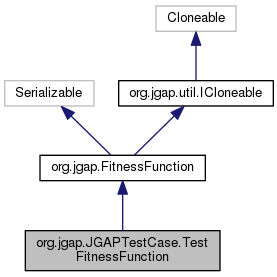 Cloneable
Serializable
org.jgap.util.ICloneable
org.jgap.FitnessFunction
org.jgap.JGAPTestCase.Test
FitnessFunction